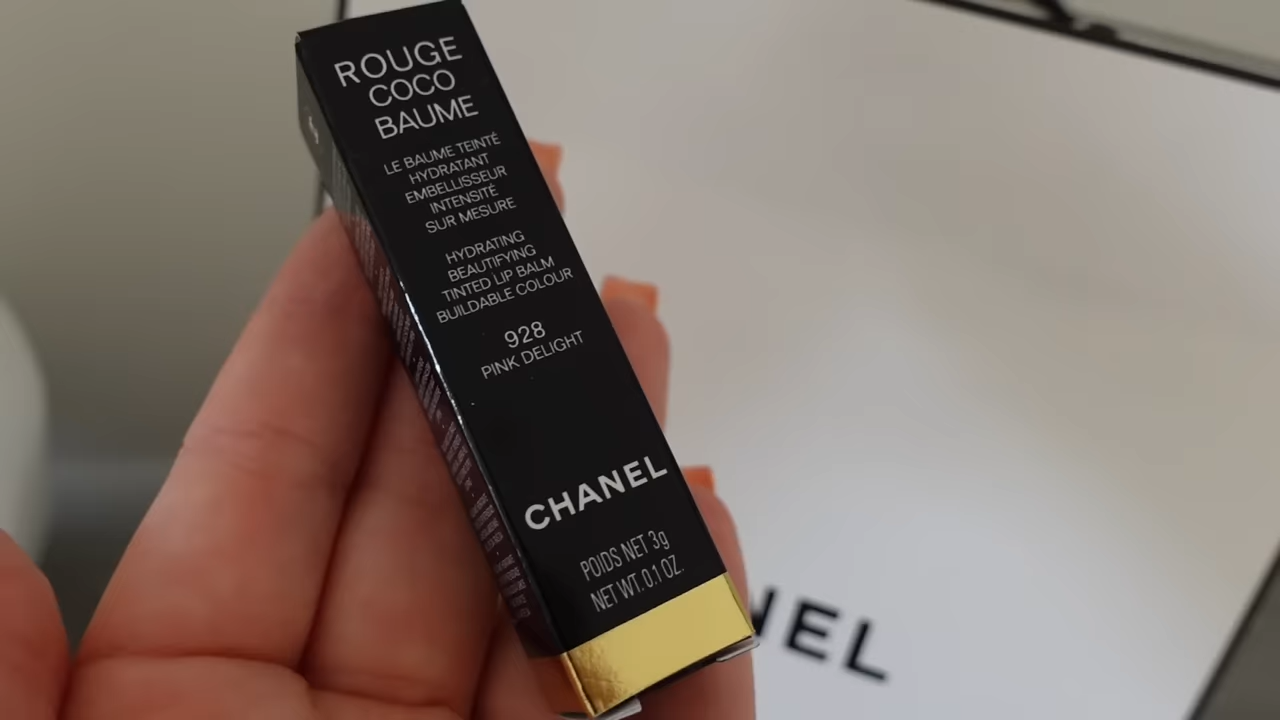 ROUGE
COCO
BAUME
LE BAUME TEINTÉ
HYDRATANT
EMBELLISSEUR
INTENSITÉ
SUR MESURE
HYDRATING
BEAUTIFYING
TINTED LIP BALM
BUILDABLE COLOUR
928
PINK DELIGHT
CHANEL
POIDS NET 3g
NET WT. 0.1 OZ.
NEL